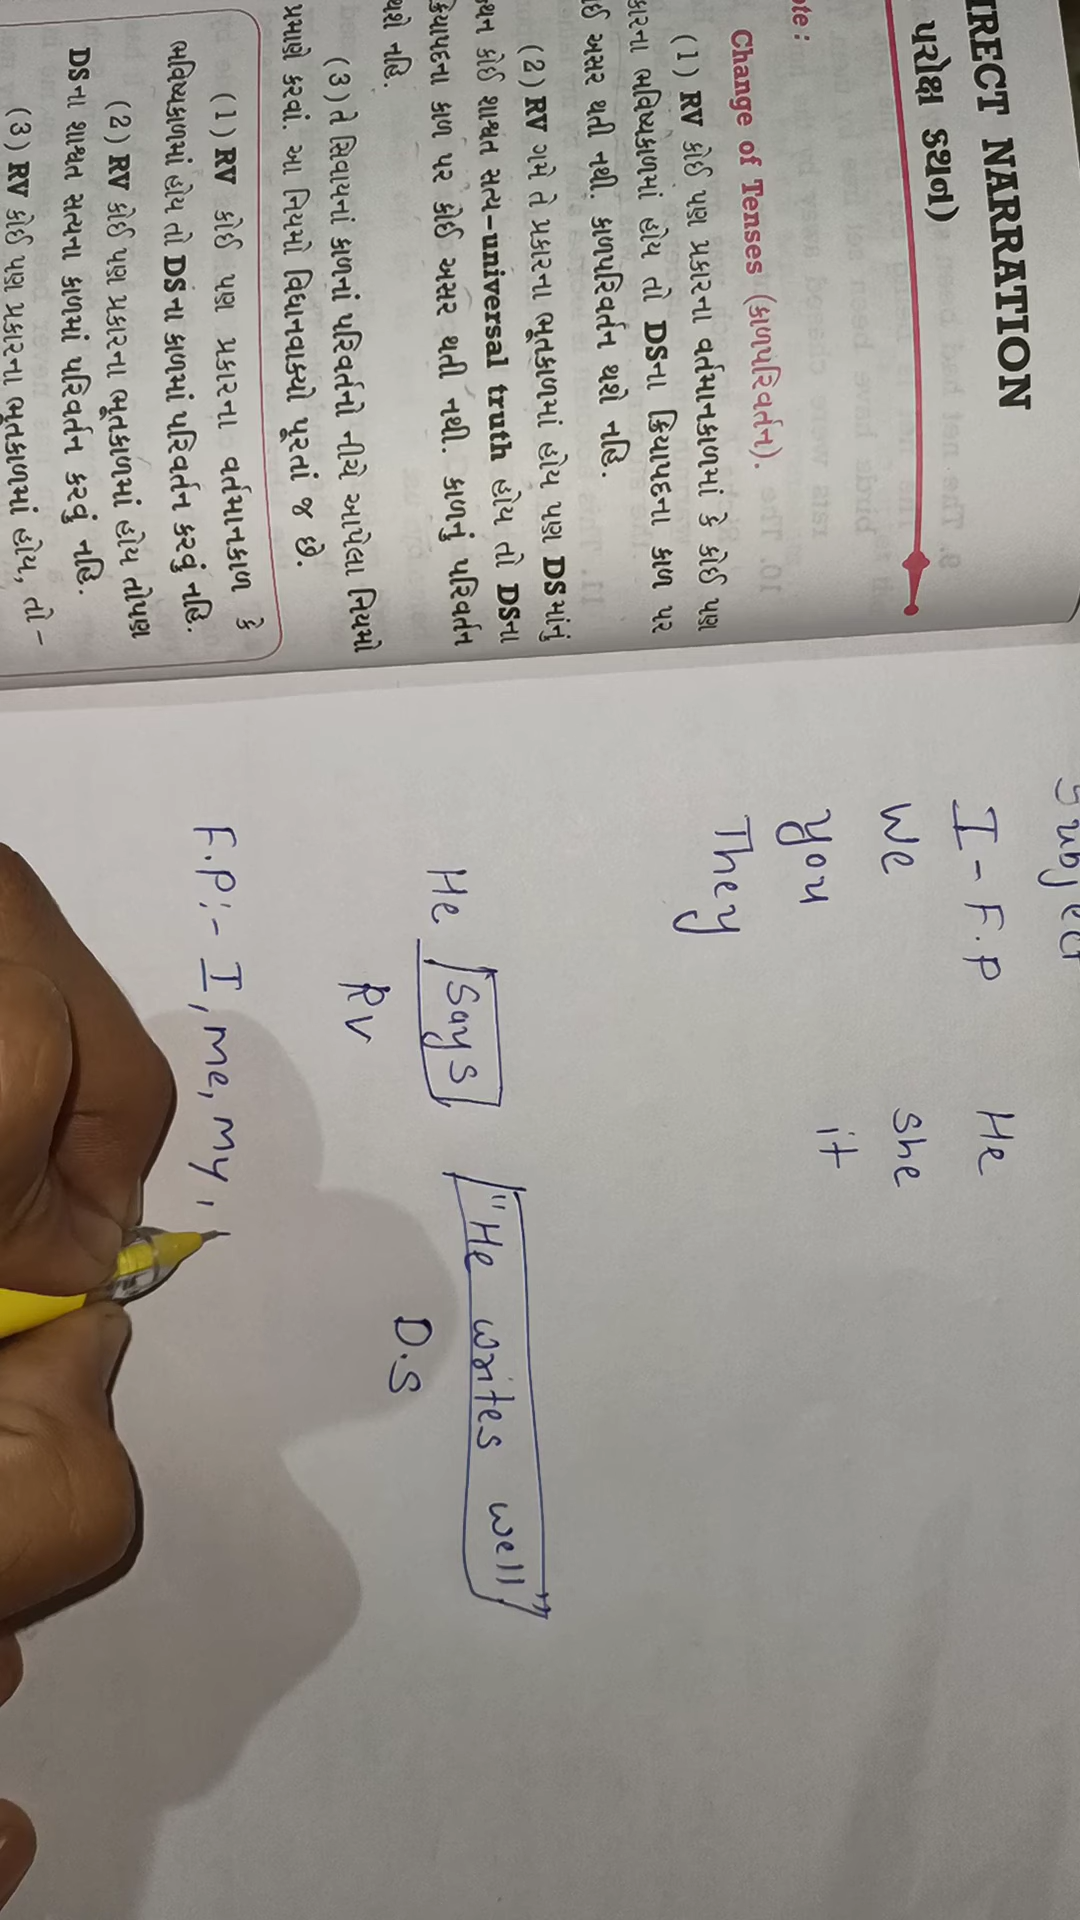 IRECT NARRATION
પરોક્ષ કથન)
ote :
Change of Tenses (કાળપરિવર્તન).
(1) RV કોઈ પણ પ્રકારના વર્તમાનકાળમાં કે કોઈ પણ
કારના ભવિષ્યકાળમાં હોય તો DSના ક્રિયાપદના કાળ પર
ઈ અસર થતી નથી. કાળપરિવર્તન થશે નહિ.
(2) RV ગમે તે પ્રકારના ભૂતકાળમાં હોય પણ DSમાંનું
થન કોઈ શાશ્વત સત્ય-universal truth હોય તો DSના
ક્રિયાપદના કાળ પર કોઈ અસર થતી નથી. કાળનું પરિવર્તન
થશે નહિ.
(3) તે સિવાયનાં કાળનાં પરિવર્તનો નીચે આપેલા નિયમો
પ્રમાણે કરવાં. આ નિયમો વિધાનવાક્યો પૂરતાં જ છે.
(1) RV કોઈ પણ પ્રકારના વર્તમાનકાળ કે
ભવિષ્યકાળમાં હોય તો DSના કાળમાં પરિવર્તન કરવું નહિ.
(2) RV કોઈ પણ પ્રકારના ભૂતકાળમાં હોય તોપણ
DSના શાશ્વત સત્યના કાળમાં પરિવર્તન કરવું નહિ.
(3) RV કોઈ પણ પ્રકારના ભૂતકાળમાં હોય, તો -
Subject
I - F.P He
We she
you it
They
He says "He writes well"
RV D.S
F.P:- I, me, my,